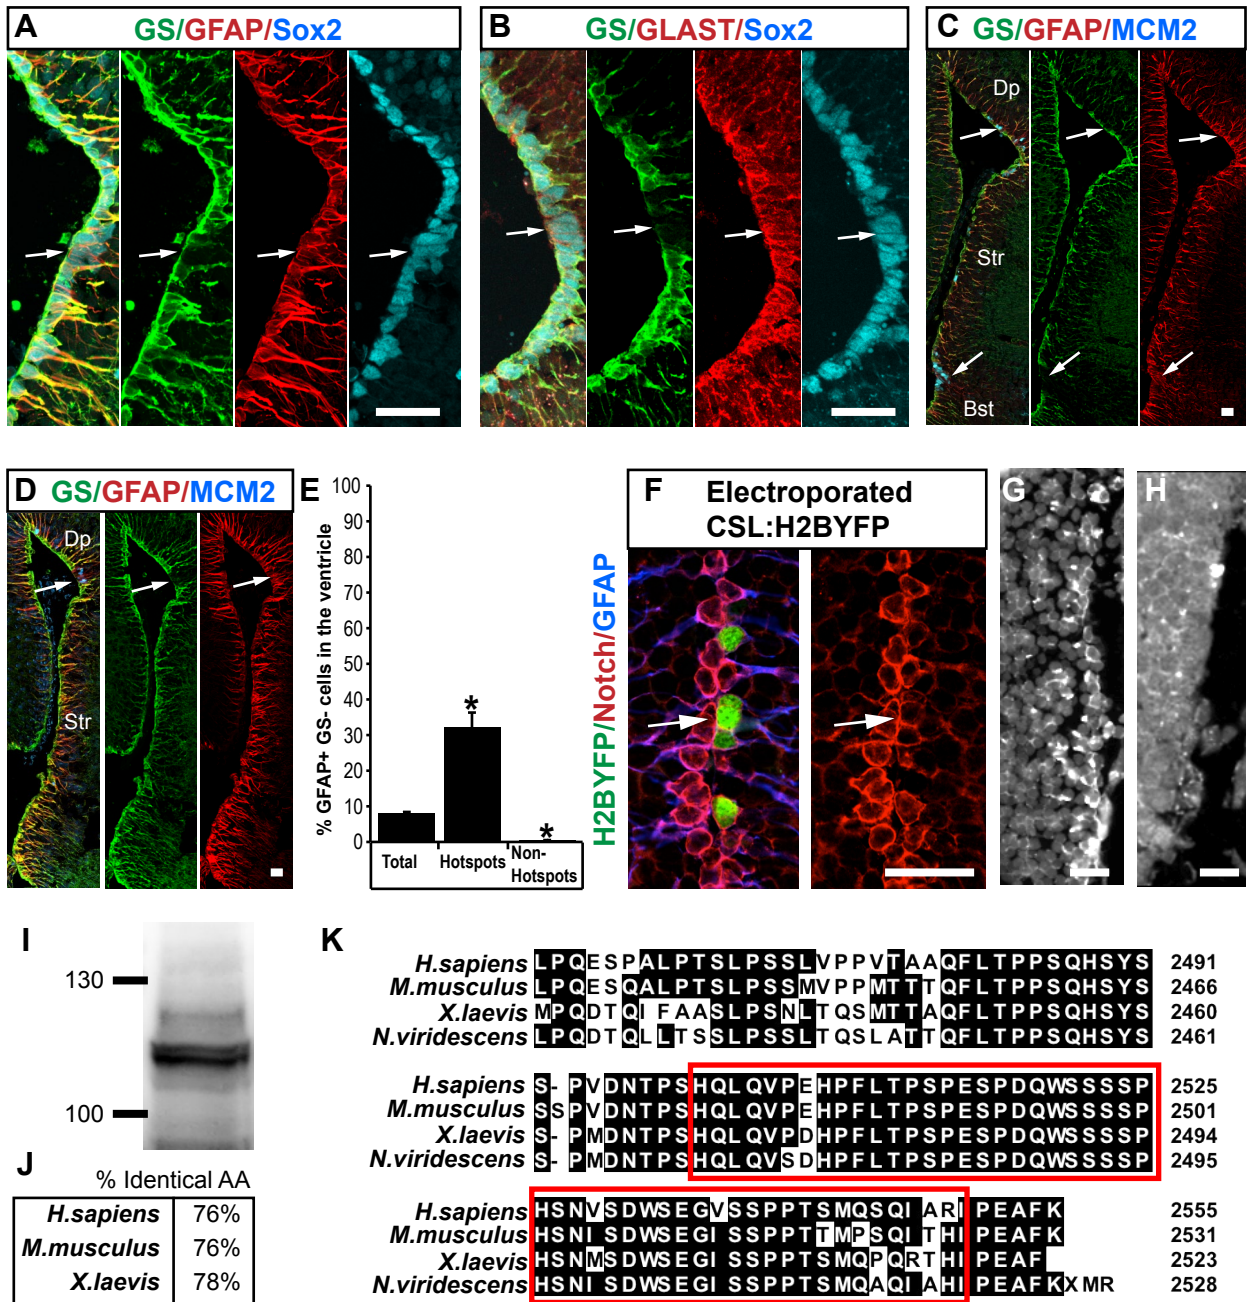 A GS/GFAP/Sox2
B GS/GLAST/Sox2
C GS/GFAP/MCM2
Dp
Str
Bst
D GS/GFAP/MCM2
Dp
Str
E
% GFAP+ GS- cells in the ventricle
100
90
80
70
60
50
40
30
20
10
0
*
*
Total
Hotspots
Non-
Hotspots
F Electroporated
CSL:H2BYFP
H2BYFP/Notch/GFAP
G
H
I
130
100
J
% Identical AA
H.sapiens 76%
M.musculus 76%
X.laevis 78%
K
H.sapiens LPQESPALPTSLPSSLVPPVTAAQFLTPPSQHSYS 2491
M.musculus LPQESQALPTSLPSSMVPPMTTTQFLTPPSQHSYS 2466
X.laevis MPQDTQIFAASLPSNLTQSMTTAQFLTPPSQHSYS 2460
N.viridescens LPQDTQLLTSSLPSSLTQSLATTQFLTPPSQHSYS 2461
H.sapiens S-PVDNTPSHQLQVPEHPFLTPSPESPDQWSSSSP 2525
M.musculus SSPVDNTPSHQLQVPEHPFLTPSPESPDQWSSSSP 2501
X.laevis S-PMDNTPSHQLQVPDHPFLTPSPESPDQWSSSSP 2494
N.viridescens S-PMDNTPSHQLQVSDHPFLTPSPESPDQWSSSSP 2495
H.sapiens HSNVSDWSEGVSSPPTSMQSQIARIPEAFK 2555
M.musculus HSNISDWSEGISSPPTTMPSQITHIPEAFK 2531
X.laevis HSNMSDWSEGISSPPTSMQPQRTHIPEAF 2523
N.viridescens HSNISDWSEGISSPPTSMQAQIAHIPEAFKXMR 2528